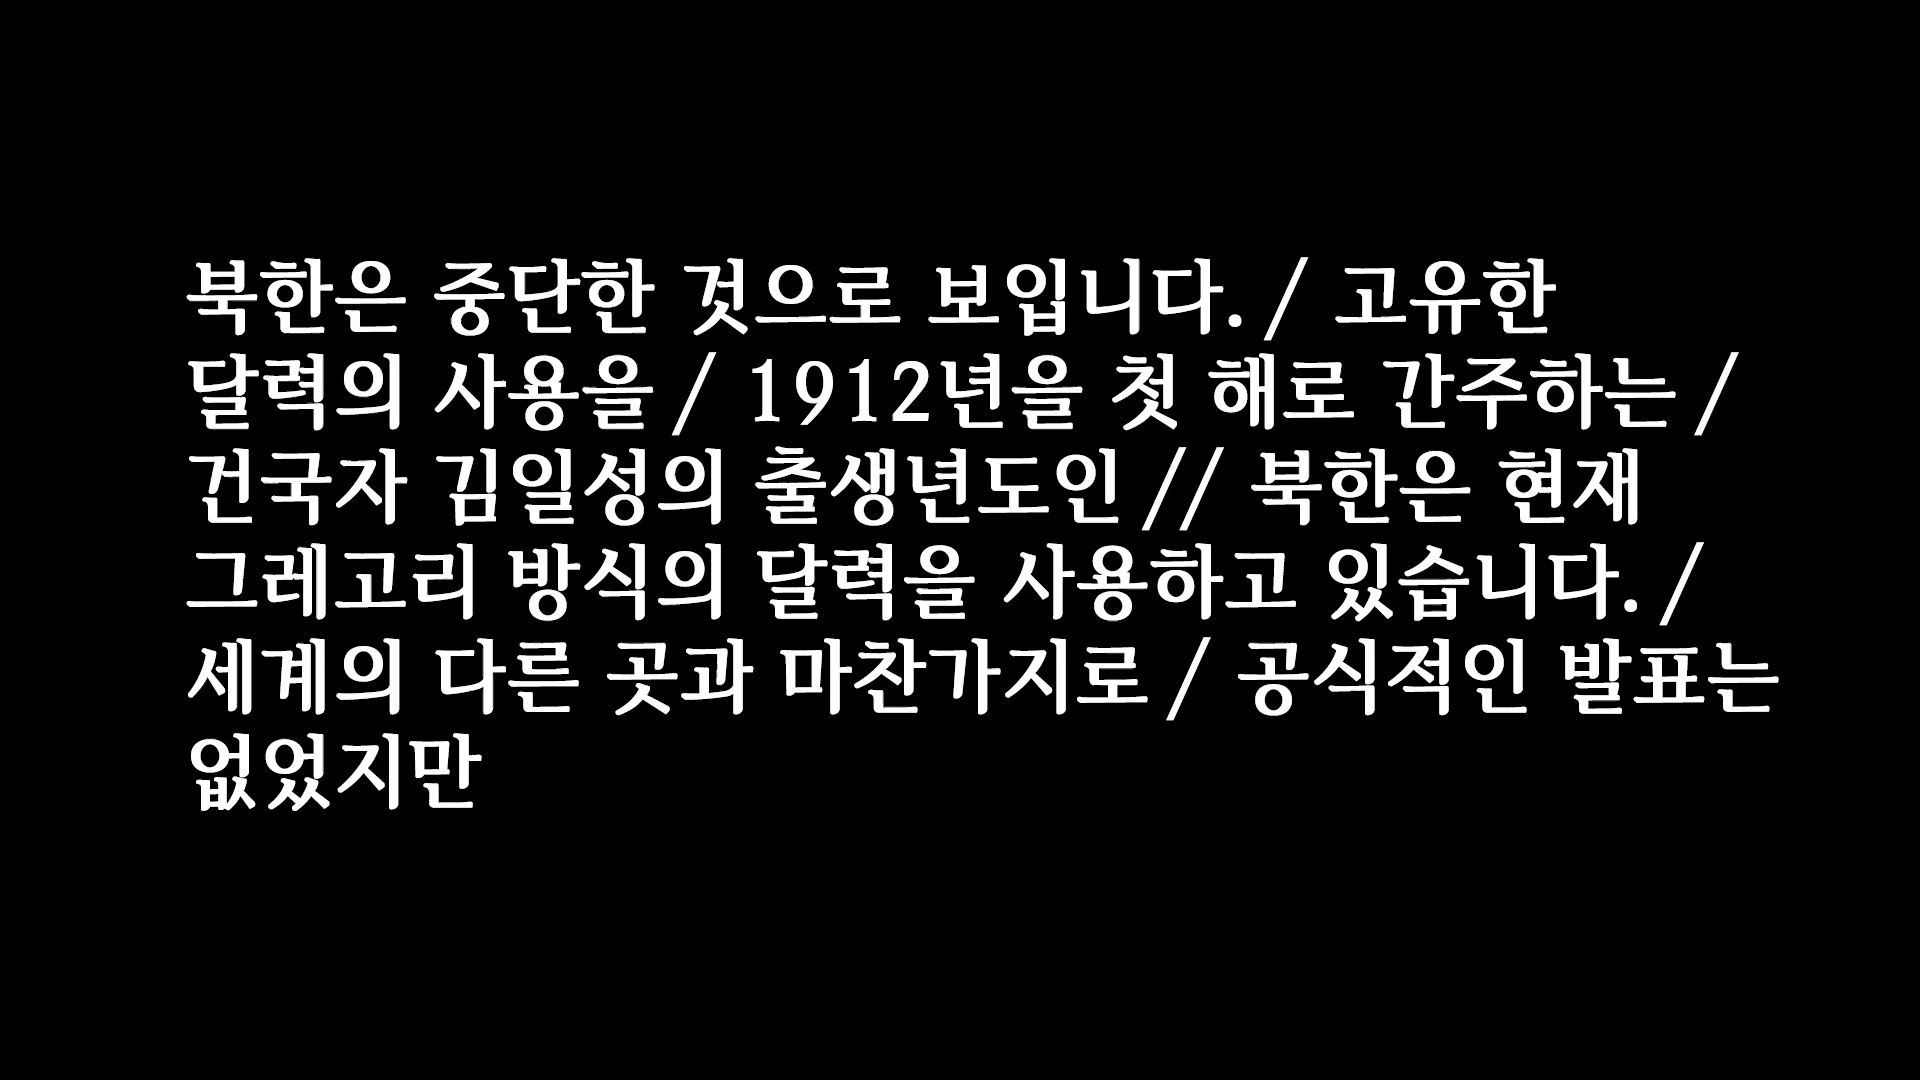 북한은 중단한 것으로 보입니다. / 고유한
달력의 사용을 / 1912년을 첫 해로 간주하는 /
건국자 김일성의 출생년도인 // 북한은 현재
그레고리 방식의 달력을 사용하고 있습니다. /
세계의 다른 곳과 마찬가지로 / 공식적인 발표는
없었지만